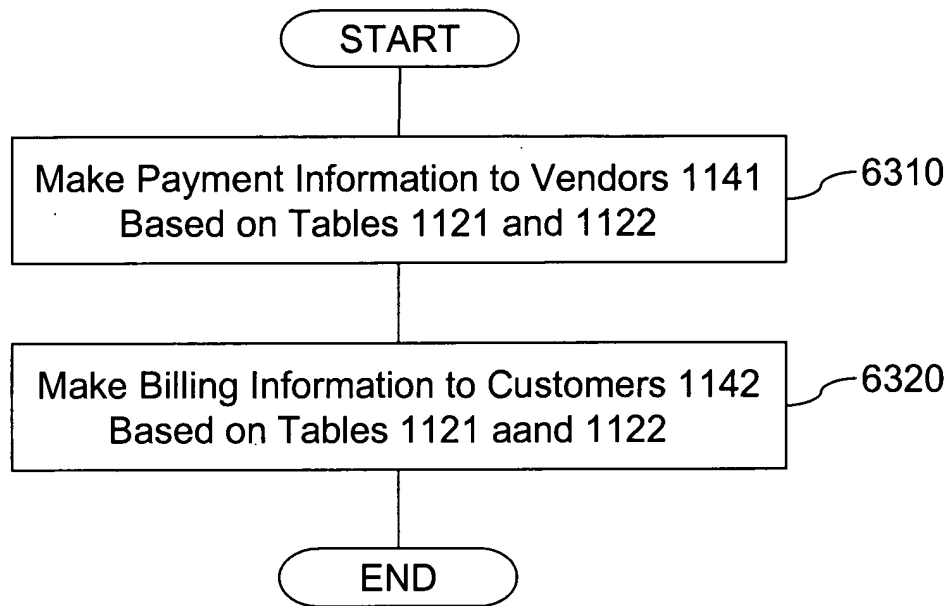 START
Make Payment Information to Vendors 1141
Based on Tables 1121 and 1122
6310
Make Billing Information to Customers 1142
Based on Tables 1121 aand 1122
6320
END